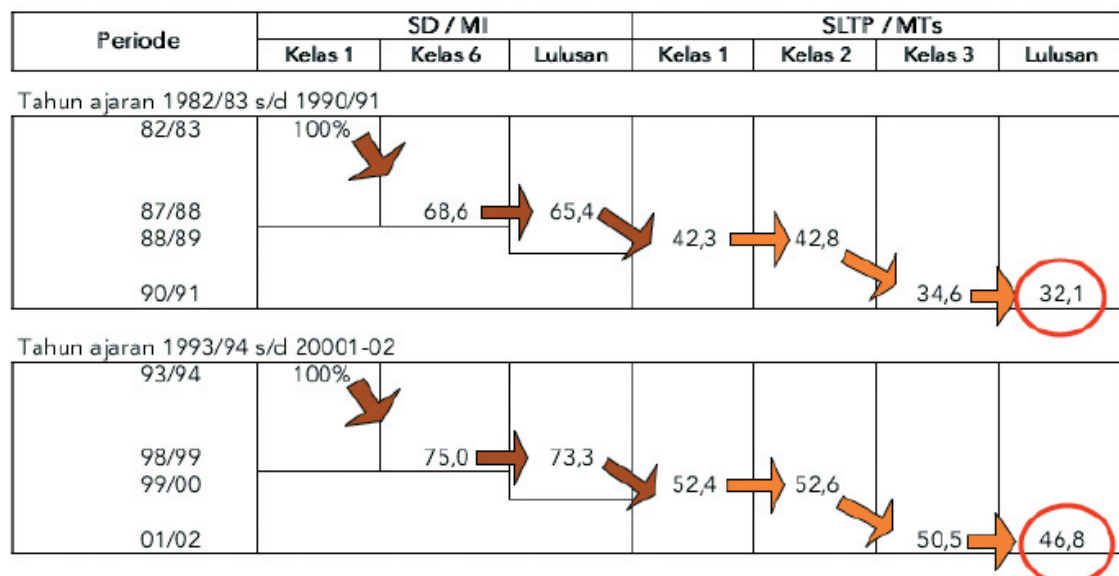 Periode SD / MI SLTP / MTs
Kelas 1 Kelas 6 Lulusan Kelas 1 Kelas 2 Kelas 3 Lulusan
Tahun ajaran 1982/83 s/d 1990/91
82/83 100%
87/88 68,6 65,4
88/89 42,3 42,8
90/91 34,6 32,1
Tahun ajaran 1993/94 s/d 20001-02
93/94 100%
98/99 75,0 73,3
99/00 52,4 52,6
01/02 50,5 46,8